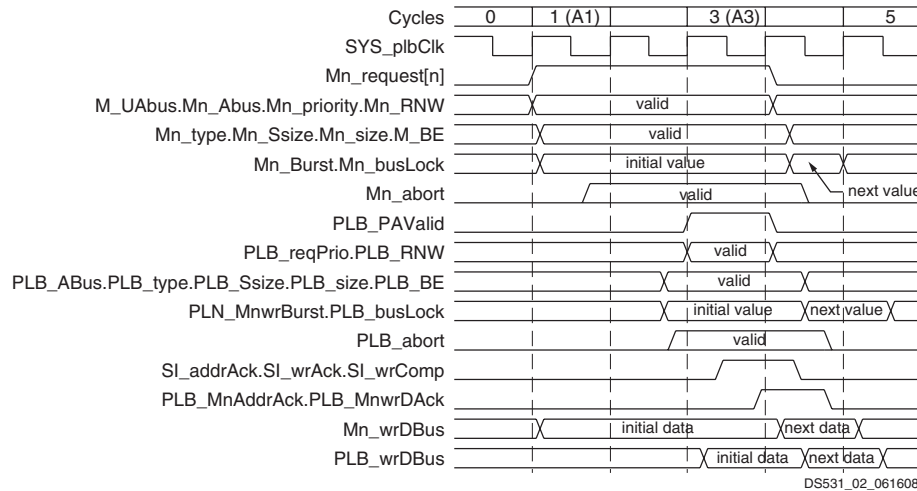 Cycles 0 1 (A1) 3 (A3) 5
SYS_plbClk
Mn_request[n]
M_UAbus.Mn_Abus.Mn_priority.Mn_RNW valid
Mn_type.Mn_Ssize.Mn_size.M_BE valid
Mn_Burst.Mn_busLock initial value
Mn_abort valid next value
PLB_PAValid
PLB_reqPrio.PLB_RNW valid
PLB_ABus.PLB_type.PLB_Ssize.PLB_size.PLB_BE valid
PLN_MnwrBurst.PLB_busLock initial value next value
PLB_abort valid
SI_addrAck.SI_wrAck.SI_wrComp
PLB_MnAddrAck.PLB_MnwrDAck
Mn_wrDBus initial data next data
PLB_wrDBus initial data next data
DS531_02_061608